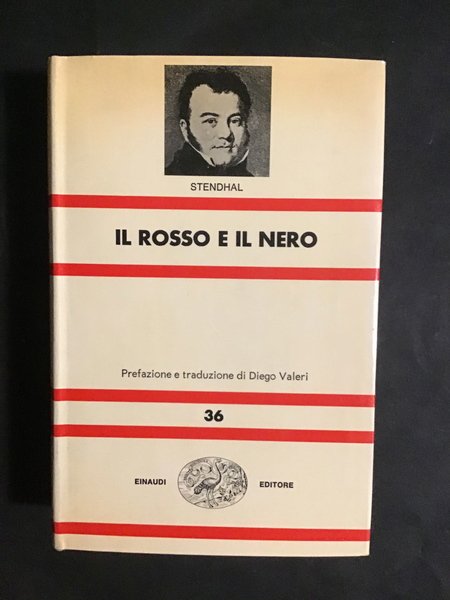 STENDHAL
IL ROSSO E IL NERO
Prefazione e traduzione di Diego Valeri
36
EINAUDI EDITORE